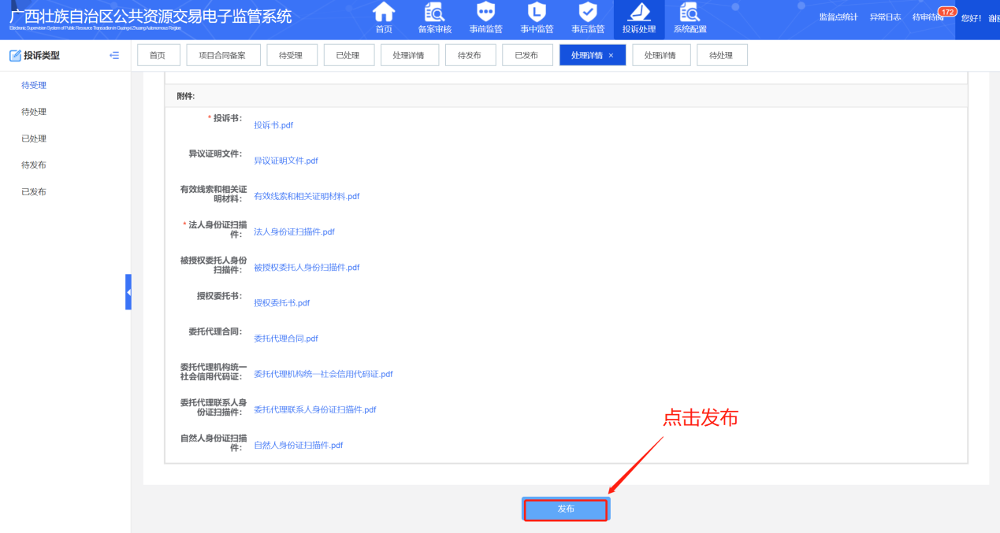 广西壮族自治区公共资源交易电子监管系统
Electronic Supervision System of Public Resource Transaction in Guangxi Zhuang Autonomous Region
首页
备案审核
事前监管
事中监管
事后监管
投诉处理
系统配置
监督点统计
异常日志
待审待阅
172
您好!
投诉类型
首页
项目合同备案
待受理
已处理
处理详情
待发布
已发布
处理详情 ×
处理详情
待处理
待受理
待处理
已处理
待发布
已发布
附件:
* 投诉书:
投诉书.pdf
异议证明文件:
异议证明文件.pdf
有效线索和相关证
明材料:
有效线索和相关证明材料.pdf
* 法人身份证扫描
件:
法人身份证扫描件.pdf
被授权委托人身份
扫描件:
被授权委托人身份扫描件.pdf
授权委托书:
授权委托书.pdf
委托代理合同:
委托代理合同.pdf
委托代理机构统一
社会信用代码证:
委托代理机构统一社会信用代码证.pdf
委托代理联系人身
份证扫描件:
委托代理联系人身份证扫描件.pdf
自然人身份证扫描
件:
自然人身份证扫描件.pdf
点击发布
发布